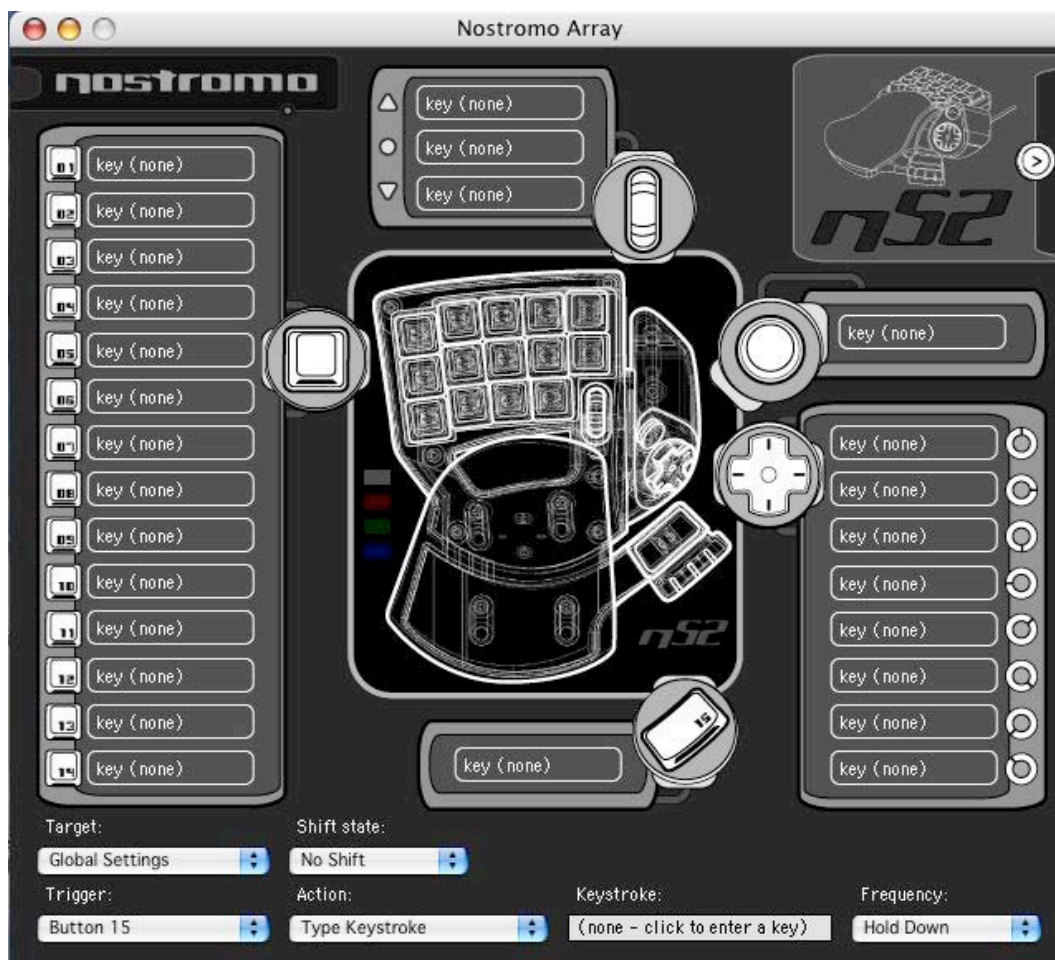 Nostromo Array
nostromo
key (none)
key (none)
key (none)
n52
01 key (none)
02 key (none)
03 key (none)
04 key (none)
05 key (none)
06 key (none)
07 key (none)
08 key (none)
09 key (none)
10 key (none)
11 key (none)
12 key (none)
13 key (none)
14 key (none)
key (none)
key (none)
key (none)
key (none)
key (none)
key (none)
key (none)
key (none)
key (none)
n52
15
key (none)
Target:
Shift state:
Global Settings
No Shift
Trigger:
Action:
Keystroke:
Frequency:
Button 15
Type Keystroke
(none - click to enter a key)
Hold Down